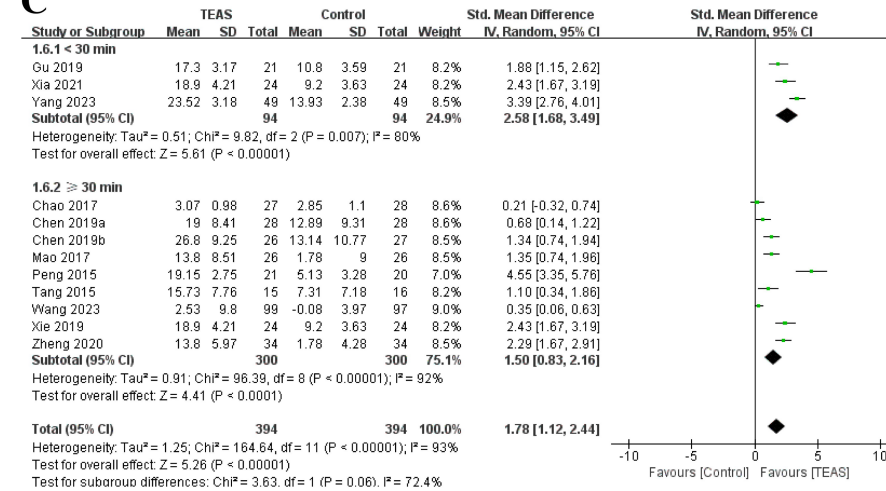 C
TEAS Control Std. Mean Difference Std. Mean Difference
Study or Subgroup Mean SD Total Mean SD Total Weight IV, Random, 95% CI IV, Random, 95% CI
1.6.1 < 30 min
Gu 2019 17.3 3.17 21 10.8 3.59 21 8.2% 1.88 [1.15, 2.62]
Xia 2021 18.9 4.21 24 9.2 3.63 24 8.2% 2.43 [1.67, 3.19]
Yang 2023 23.52 3.18 49 13.93 2.38 49 8.5% 3.39 [2.76, 4.01]
Subtotal (95% CI) 94 94 24.9% 2.58 [1.68, 3.49]
Heterogeneity: Tau² = 0.51; Chi² = 9.82, df = 2 (P = 0.007); I² = 80%
Test for overall effect: Z = 5.61 (P < 0.00001)
1.6.2 ≥ 30 min
Chao 2017 3.07 0.98 27 2.85 1.1 28 8.6% 0.21 [-0.32, 0.74]
Chen 2019a 19 8.41 28 12.89 9.31 28 8.6% 0.68 [0.14, 1.22]
Chen 2019b 26.8 9.25 26 13.14 10.77 27 8.5% 1.34 [0.74, 1.94]
Mao 2017 13.8 8.51 26 1.78 9 26 8.5% 1.35 [0.74, 1.96]
Peng 2015 19.15 2.75 21 5.13 3.28 20 7.0% 4.55 [3.35, 5.76]
Tang 2015 15.73 7.76 15 7.31 7.18 16 8.2% 1.10 [0.34, 1.86]
Wang 2023 2.53 9.8 99 -0.08 3.97 97 9.0% 0.35 [0.06, 0.63]
Xie 2019 18.9 4.21 24 9.2 3.63 24 8.2% 2.43 [1.67, 3.19]
Zheng 2020 13.8 5.97 34 1.78 4.28 34 8.5% 2.29 [1.67, 2.91]
Subtotal (95% CI) 300 300 75.1% 1.50 [0.83, 2.16]
Heterogeneity: Tau² = 0.91; Chi² = 96.39, df = 8 (P < 0.00001); I² = 92%
Test for overall effect: Z = 4.41 (P < 0.0001)
Total (95% CI) 394 394 100.0% 1.78 [1.12, 2.44]
Heterogeneity: Tau² = 1.25; Chi² = 164.64, df = 11 (P < 0.00001); I² = 93%
Test for overall effect: Z = 5.26 (P < 0.00001)
Test for subgroup differences: Chi² = 3.63, df = 1 (P = 0.06), I² = 72.4%
-10 -5 0 5 10
Favours [Control] Favours [TEAS]